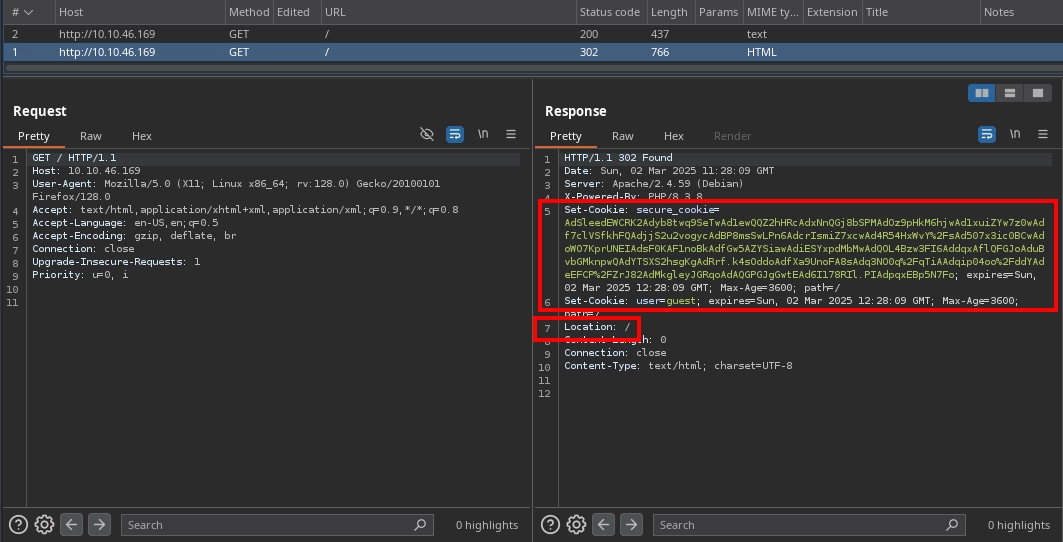 # Host Method Edited URL Status code Length Params MIME ty... Extension Title Notes
2 http://10.10.46.169 GET / 200 437 text
1 http://10.10.46.169 GET / 302 766 HTML
Request
Pretty Raw Hex \n
1 GET / HTTP/1.1
2 Host: 10.10.46.169
3 User-Agent: Mozilla/5.0 (X11; Linux x86_64; rv:128.0) Gecko/20100101
Firefox/128.0
4 Accept: text/html,application/xhtml+xml,application/xml;q=0.9,*/*;q=0.8
5 Accept-Language: en-US,en;q=0.5
6 Accept-Encoding: gzip, deflate, br
7 Connection: close
8 Upgrade-Insecure-Requests: 1
9 Priority: u=0, i
10
11
Search 0 highlights
Response
Pretty Raw Hex Render \n
1 HTTP/1.1 302 Found
2 Date: Sun, 02 Mar 2025 11:28:09 GMT
3 Server: Apache/2.4.59 (Debian)
4 X-Powered-By: PHP/8.3.8
5 Set-Cookie: secure_cookie=
AdSleedEWCRK2Adyb8twq9SeTwAd1ewQQZ2hHRcAdxNnQGj8bSPMAdOz9pHkM6hjwAd1xuiZYw7z0wAd
f7clVSfkhFQAdjjS2u2vogycAdBP8msSwLPn6AdcrIsmiZ7xcwAd4R54HxWvY%2FsAd507x3ic0BCwAd
oWO7KprUNEIAdsF0KAF1noBkAdfGw5AZYSiawAdiESYxpdMbMwAdQOL4Bzw3FI6AddqxAflQFGJoAduB
vbGMknpwQAdYTSXS2hsgKgAdRrf.k4sOddoAdfXa9UnoFA8sAdq3NO0q%2FqTiAAdqip04oo%2FddYAd
eEFCP%2FZrJ82AdMkgleyJGRqoAdAQGPGJgGwtEAd6I178RIl.PIAdpqxEBp5N7Fo; expires=Sun,
02 Mar 2025 12:28:09 GMT; Max-Age=3600; path=/
6 Set-Cookie: user=guest; expires=Sun, 02 Mar 2025 12:28:09 GMT; Max-Age=3600;
path=/
7 Location: /
8 Content-Length: 0
9 Connection: close
10 Content-Type: text/html; charset=UTF-8
11
12
Search 0 highlights